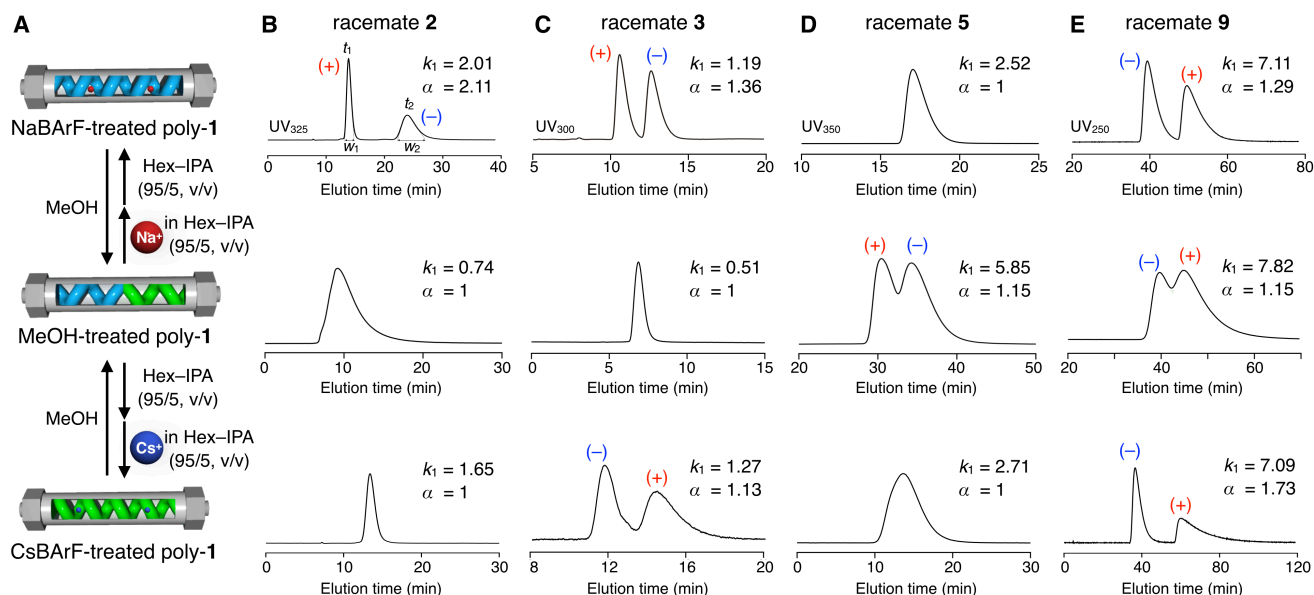 A
NaBArF-treated poly-1
MeOH
Hex–IPA
(95/5, v/v)
Na+
in Hex–IPA
(95/5, v/v)
MeOH-treated poly-1
MeOH
Hex–IPA
(95/5, v/v)
Cs+
in Hex–IPA
(95/5, v/v)
CsBArF-treated poly-1
B
racemate 2
(+)
t1
k1 = 2.01
α = 2.11
t2
(−)
UV325
w1
w2
0 10 20 30 40
Elution time (min)
k1 = 0.74
α = 1
0 10 20 30
Elution time (min)
k1 = 1.65
α = 1
0 10 20 30
Elution time (min)
C
racemate 3
(+)
(−)
k1 = 1.19
α = 1.36
UV300
5 10 15 20
Elution time (min)
k1 = 0.51
α = 1
0 5 10 15
Elution time (min)
(−)
(+)
k1 = 1.27
α = 1.13
8 12 16 20
Elution time (min)
D
racemate 5
k1 = 2.52
α = 1
UV350
10 15 20 25
Elution time (min)
(+)
(−)
k1 = 5.85
α = 1.15
20 30 40 50
Elution time (min)
k1 = 2.71
α = 1
0 10 20 30
Elution time (min)
E
racemate 9
(−)
(+)
k1 = 7.11
α = 1.29
UV250
20 40 60 80
Elution time (min)
(−)
(+)
k1 = 7.82
α = 1.15
20 40 60
Elution time (min)
(−)
(+)
k1 = 7.09
α = 1.73
0 40 80 120
Elution time (min)